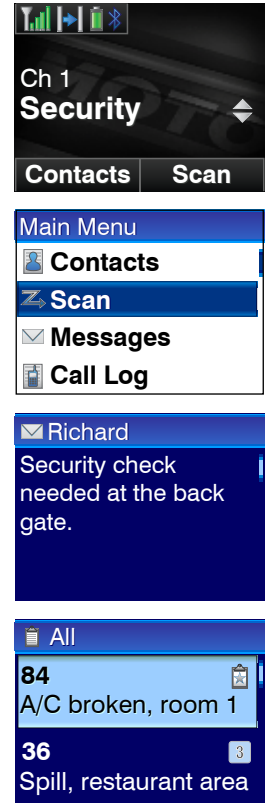 Ch 1
Security
Contacts Scan
Main Menu
Contacts
Scan
Messages
Call Log
Richard
Security check
needed at the back
gate.
All
84
A/C broken, room 1
36 3
Spill, restaurant area